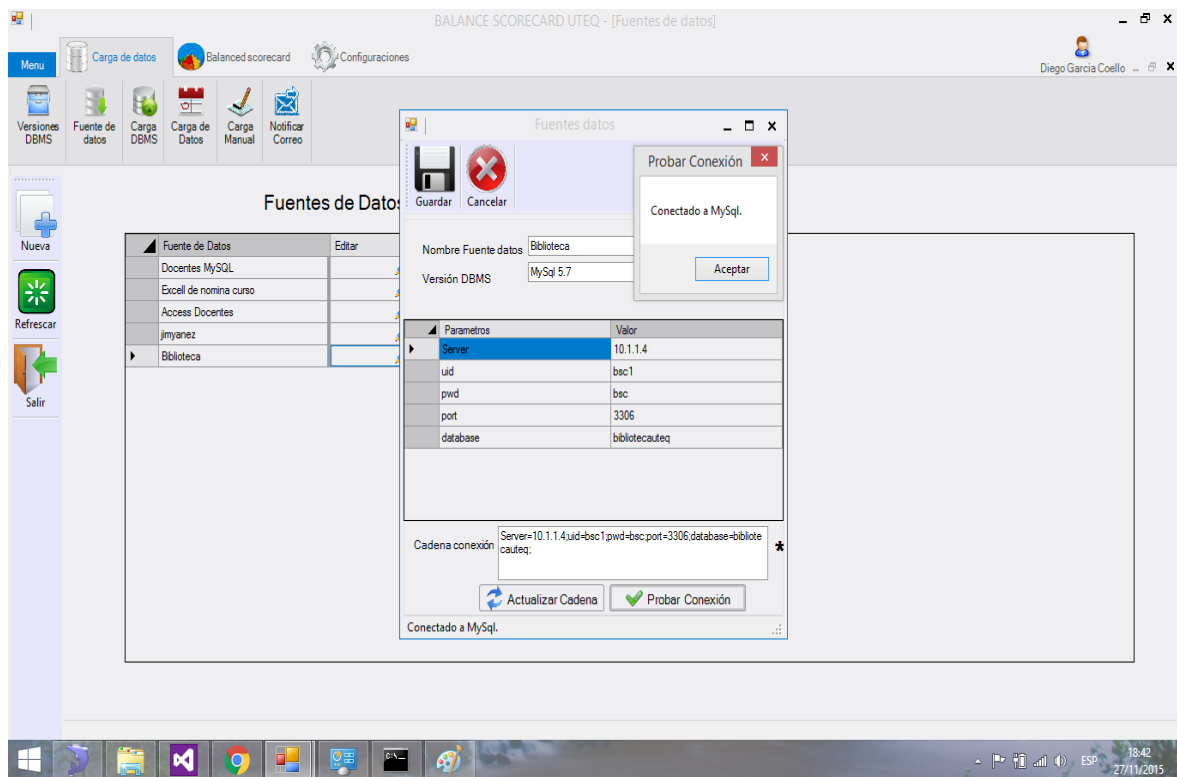 BALANCE SCORECARD UTEQ - [Fuentes de datos]
Menu
Carga de datos
Balanced scorecard
Configuraciones
Diego Garcia Coello
Versiones DBMS
Fuente de datos
Carga DBMS
Carga de Datos
Carga Manual
Notificar Correo
Nueva
Refrescar
Salir
Fuentes de Datos
Fuente de Datos Editar
Docentes MySQL
Excell de nomina curso
Access Docentes
jimyanez
Biblioteca
Fuentes datos
Guardar
Cancelar
Probar Conexión
Conectado a MySql.
Aceptar
Nombre Fuente datos Biblioteca
Versión DBMS MySql 5.7
Parametros Valor
Server 10.1.1.4
uid bsc1
pwd bsc
port 3306
database bibliotecauteq
Cadena conexión
Server=10.1.1.4;uid=bsc1;pwd=bsc;port=3306;database=bibliote
cauteq;
*
Actualizar Cadena
Probar Conexión
Conectado a MySql.
C:\_
ESP
18:42
27/11/2015